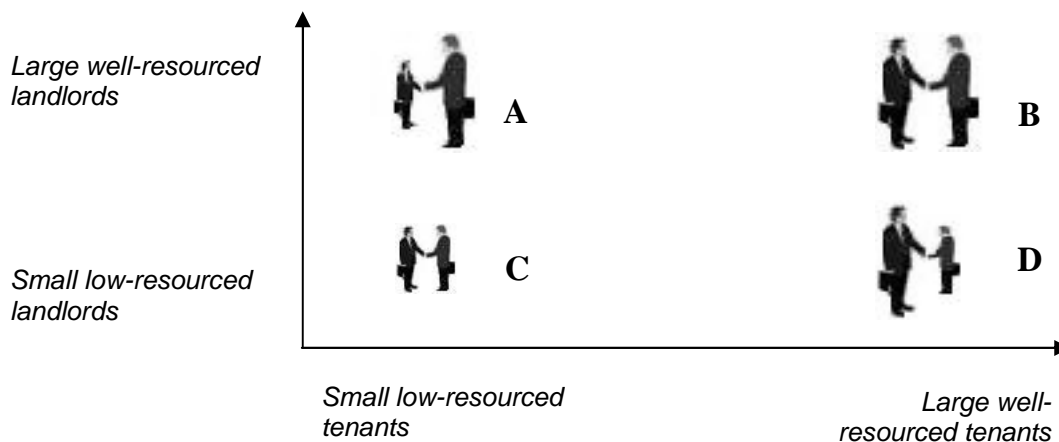 Large well-resourced
landlords
A
B
Small low-resourced
landlords
C
D
Small low-resourced
tenants
Large well-
resourced tenants